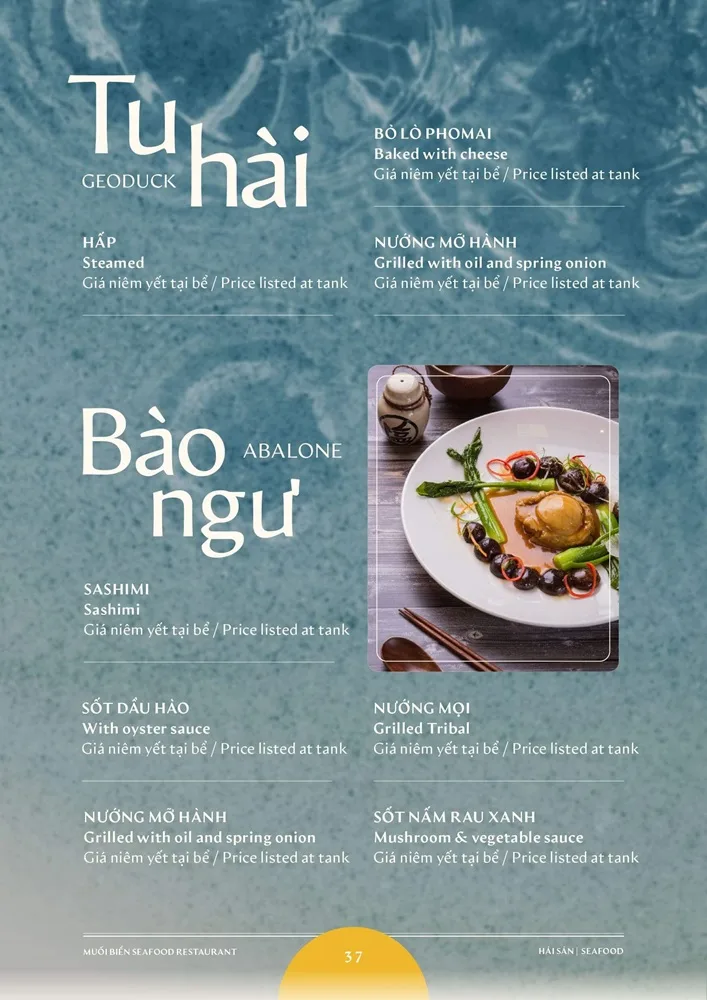 Tu hài
GEODUCK
BỎ LÒ PHOMAI
Baked with cheese
Giá niêm yết tại bể / Price listed at tank
HẤP
Steamed
Giá niêm yết tại bể / Price listed at tank
NƯỚNG MỠ HÀNH
Grilled with oil and spring onion
Giá niêm yết tại bể / Price listed at tank
Bào ngư
ABALONE
SASHIMI
Sashimi
Giá niêm yết tại bể / Price listed at tank
SỐT DẦU HÀO
With oyster sauce
Giá niêm yết tại bể / Price listed at tank
NƯỚNG MỌI
Grilled Tribal
Giá niêm yết tại bể / Price listed at tank
NƯỚNG MỠ HÀNH
Grilled with oil and spring onion
Giá niêm yết tại bể / Price listed at tank
SỐT NẤM RAU XANH
Mushroom & vegetable sauce
Giá niêm yết tại bể / Price listed at tank
MUỐI BIỂN SEAFOOD RESTAURANT
37
HẢI SẢN | SEAFOOD